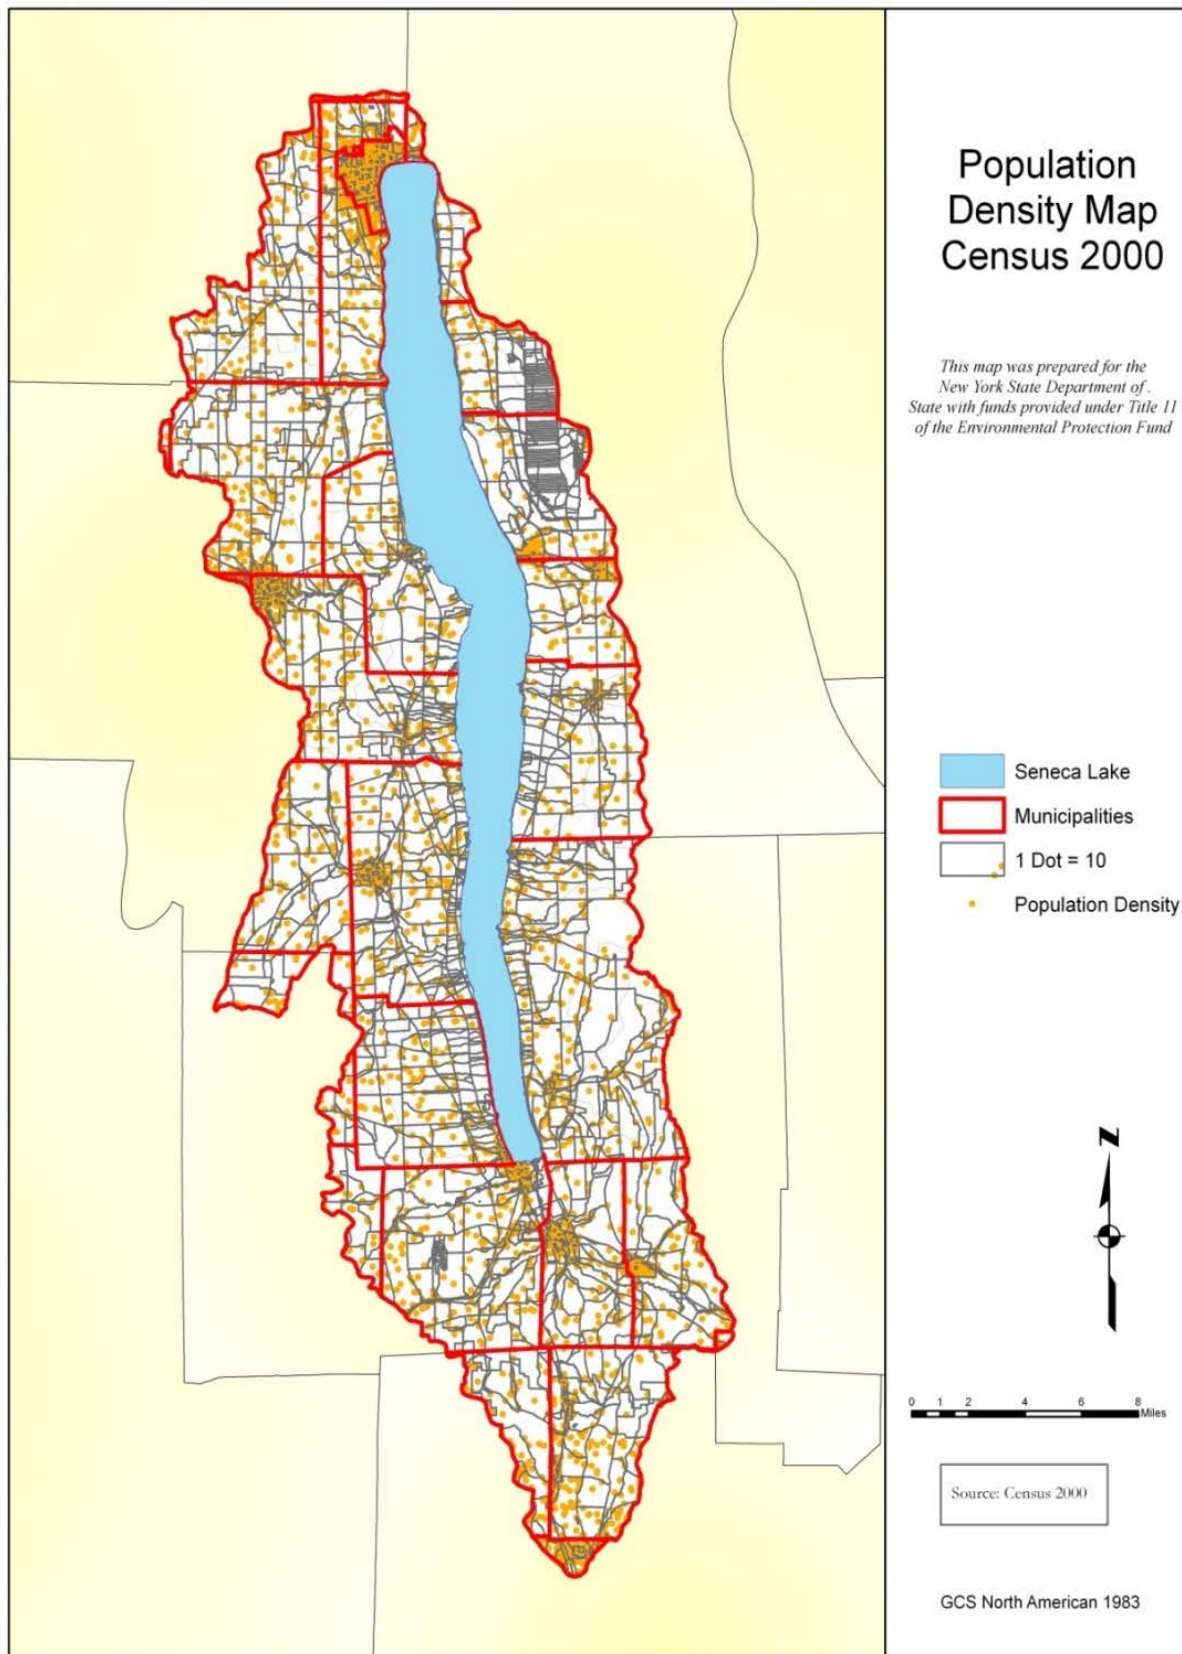 Population
Density Map
Census 2000
This map was prepared for the
New York State Department of .
State with funds provided under Title 11
of the Environmental Protection Fund
Seneca Lake
Municipalities
1 Dot = 10
Population Density
N
0 1 2 4 6 8
Miles
Source: Census 2000
GCS North American 1983